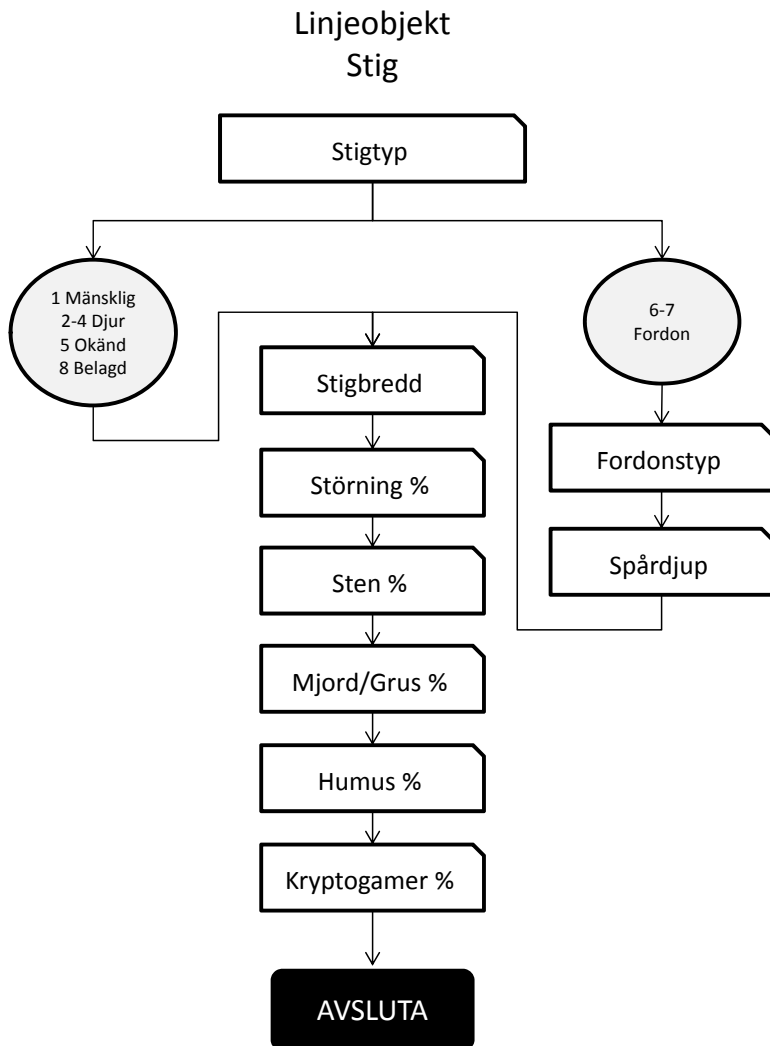 Linjeobjekt
Stig
Stigtyp
1 Mänsklig
2-4 Djur
5 Okänd
8 Belagd
6-7
Fordon
Stigbredd
Fordonstyp
Störning %
Spårdjup
Sten %
Mjord/Grus %
Humus %
Kryptogamer %
AVSLUTA